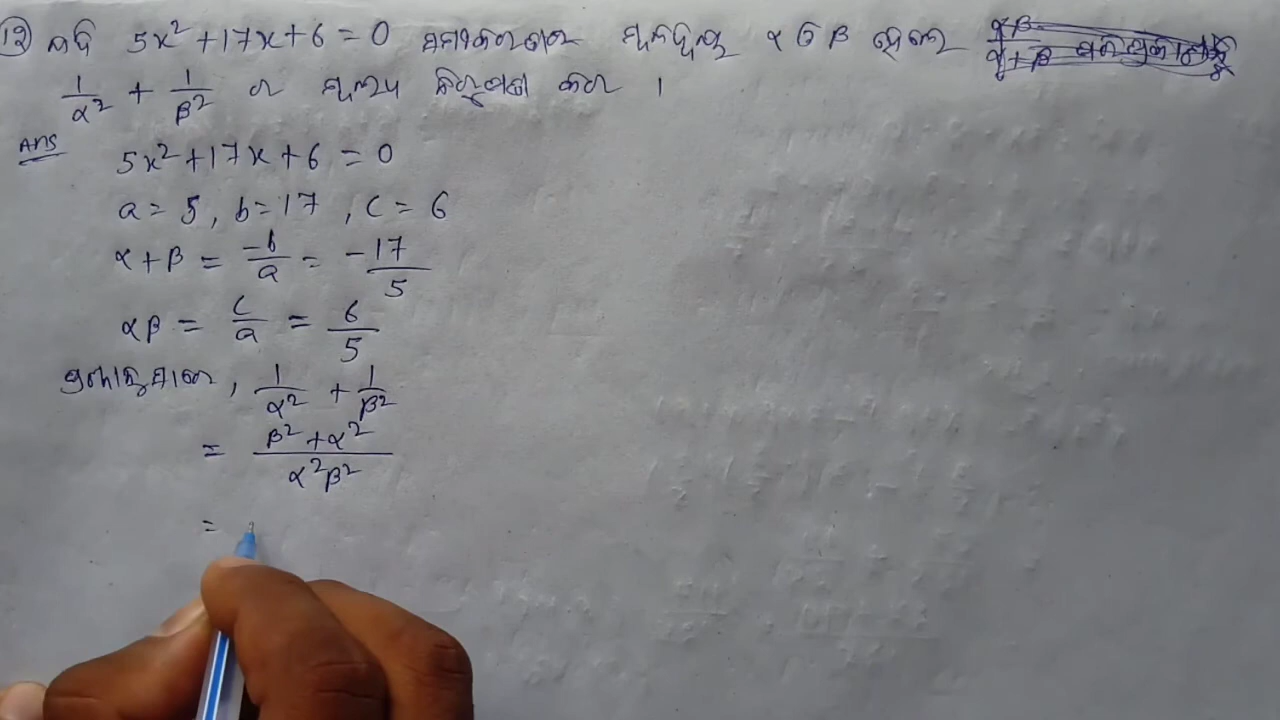 ୧୨ ଯଦି 5x² + 17x + 6 = 0 ସମୀକରଣର ମୂଳଦ୍ୱୟ α ଓ β ହେଲେ
1/α² + 1/β² ର ମୂଲ୍ୟ ନିରୂପଣ କର ।
Ans
5x² + 17x + 6 = 0
a = 5, b = 17, c = 6
α + β = -b/a = -17/5
αβ = c/a = 6/5
ପ୍ରଶ୍ନାନୁସାରେ, 1/α² + 1/β²
= β² + α² / α²β²
=